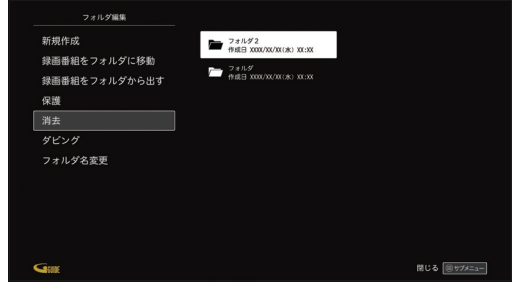 フォルダ編集
新規作成
録画番組をフォルダに移動
録画番組をフォルダから出す
保護
消去
ダビング
フォルダ名変更
フォルダ2
作成日 XXXX/XX/XX(水) XX:XX
フォルダ
作成日 XXXX/XX/XX(水) XX:XX
G GUIDE
閉じる サブメニュー